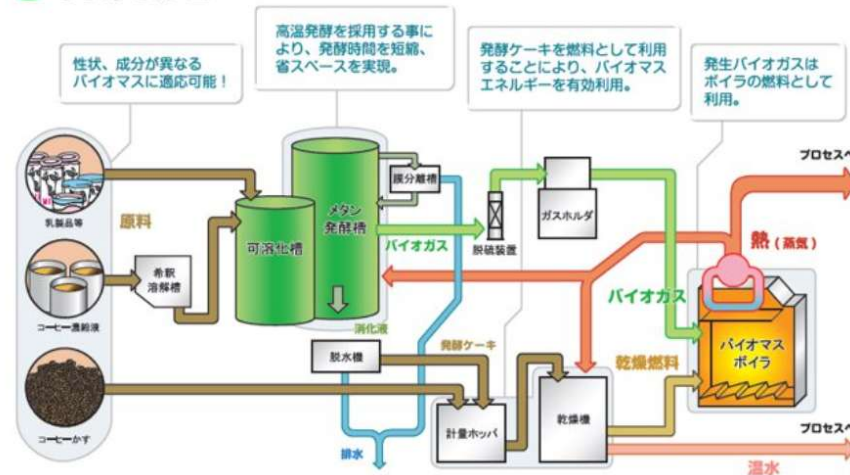 性状、成分が異なる
バイオマスに適応可能！
高温発酵を採用する事に
より、発酵時間を短縮、
省スペースを実現。
発酵ケーキを燃料として利用
することにより、バイオマス
エネルギーを有効利用。
発生バイオガスは
ボイラの燃料として
利用。
乳製品等
原料
コーヒー濃縮液
希釈
溶解槽
コーヒーかす
可溶化槽
メタン
発酵槽
膜分離槽
バイオガス
脱硫装置
ガスホルダ
プロセスへ
熱（蒸気）
バイオガス
バイオマス
ボイラ
消化液
脱水機
発酵ケーキ
排水
計量ホッパ
乾燥機
乾燥燃料
プロセスへ
温水